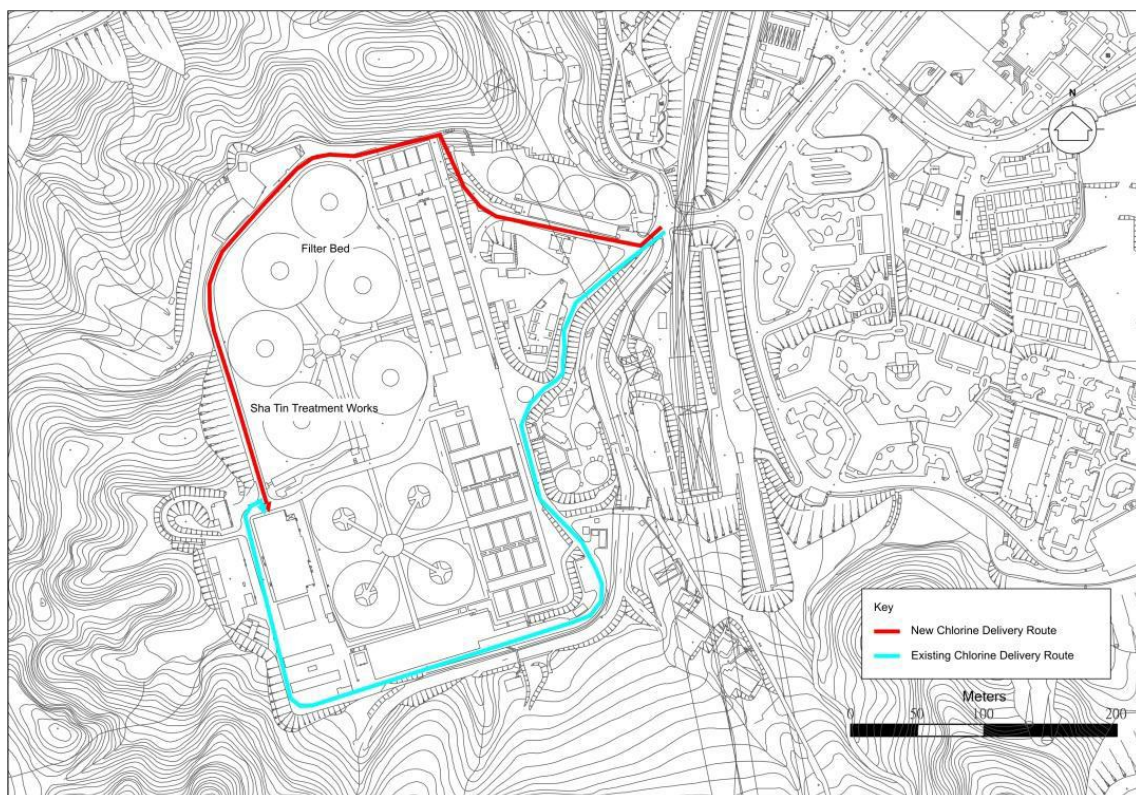 N
Filter Bed
Sha Tin Treatment Works
Key
New Chlorine Delivery Route
Existing Chlorine Delivery Route
Meters
0 50 100 200